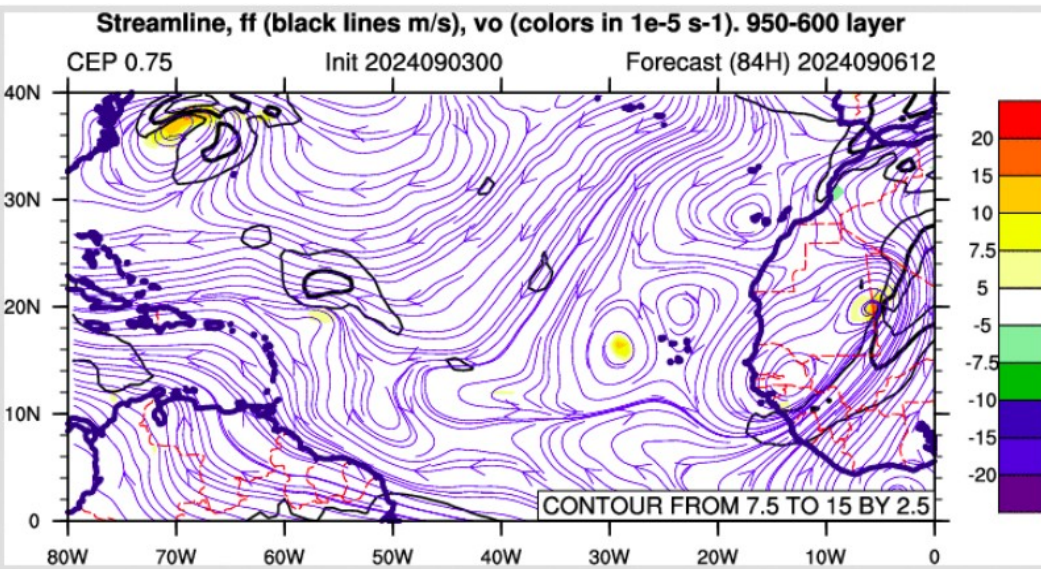 Streamline, ff (black lines m/s), vo (colors in 1e-5 s-1). 950-600 layer
CEP 0.75 Init 2024090300 Forecast (84H) 2024090612
40N
30N
20N
10N
0
20
15
10
7.5
5
-5
-7.5
-10
-15
-20
CONTOUR FROM 7.5 TO 15 BY 2.5
80W 70W 60W 50W 40W 30W 20W 10W 0